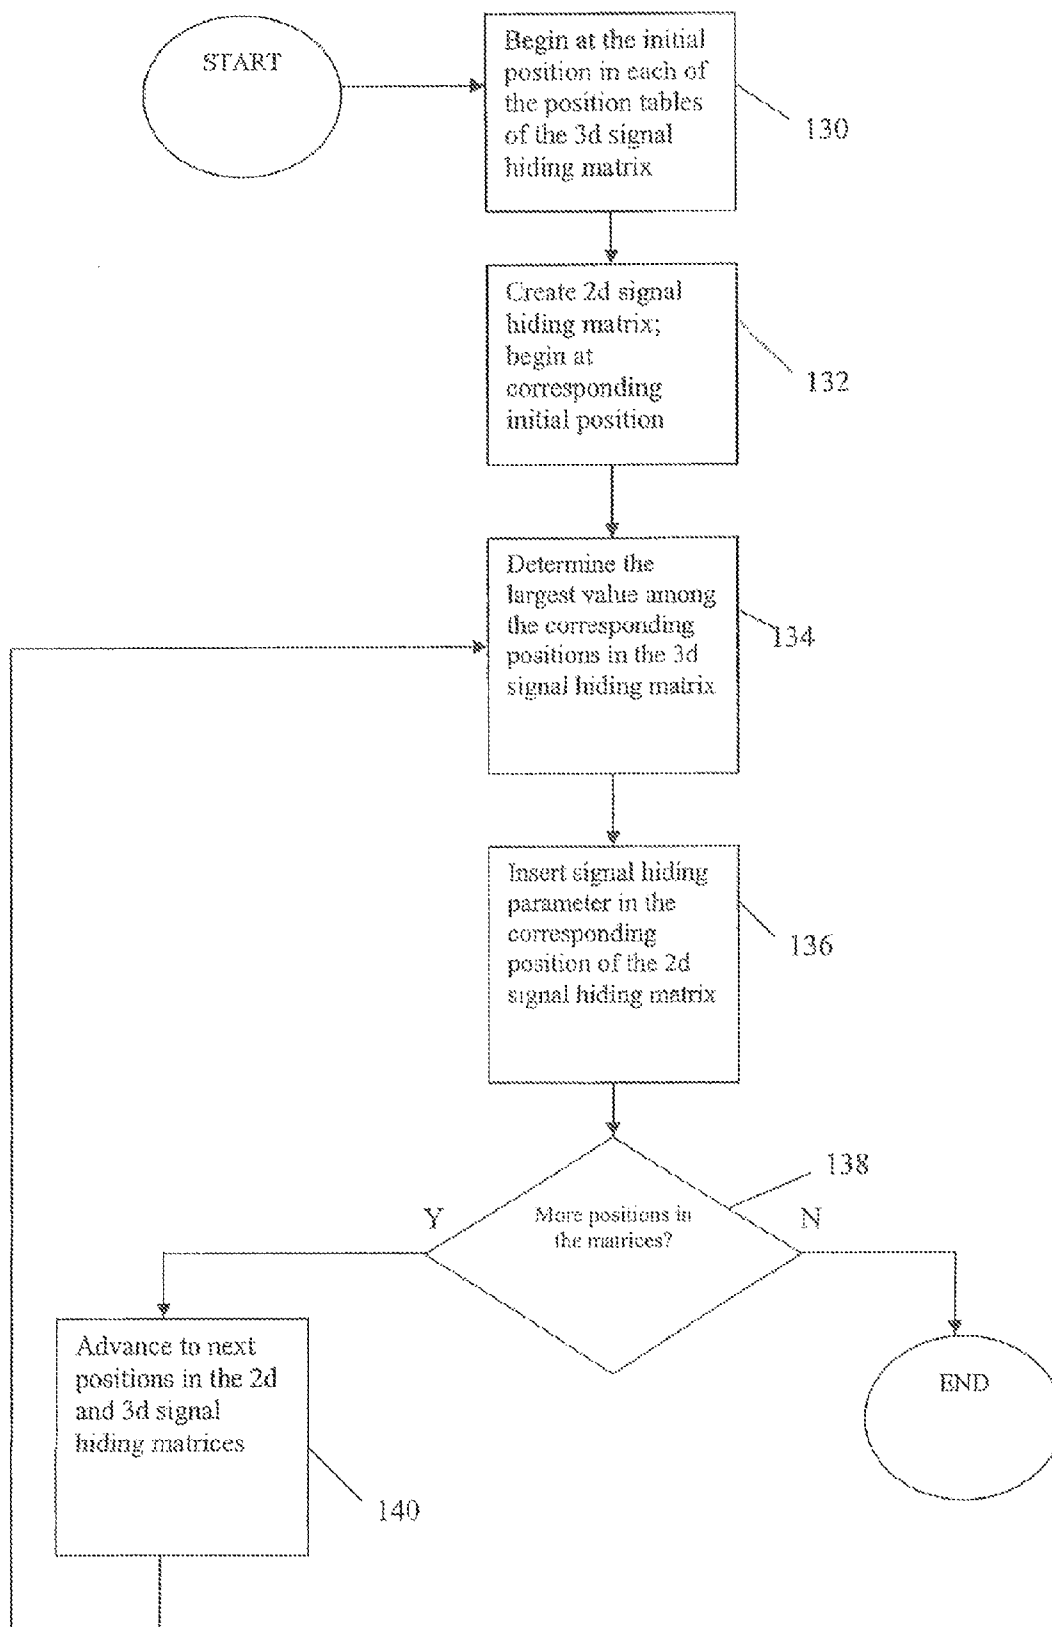 START
Begin at the initial
position in each of
the position tables
of the 3d signal
hiding matrix
130
Create 2d signal
hiding matrix;
begin at
corresponding
initial position
132
Determine the
largest value among
the corresponding
positions in the 3d
signal hiding matrix
134
Insert signal hiding
parameter in the
corresponding
position of the 2d
signal hiding matrix
136
138
Y
More positions in
the matrices?
N
Advance to next
positions in the 2d
and 3d signal
hiding matrices
140
END